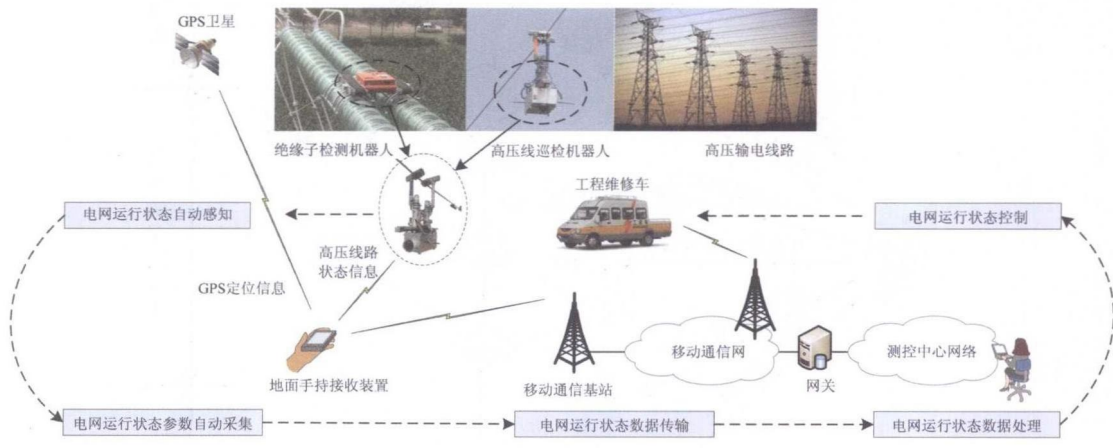 GPS卫星
绝缘子检测机器人
高压线巡检机器人
高压输电线路
工程维修车
电网运行状态自动感知
电网运行状态控制
高压线路
状态信息
GPS定位信息
移动通信网
测控中心网络
地面手持接收装置
移动通信基站
网关
电网运行状态参数自动采集
电网运行状态数据传输
电网运行状态数据处理